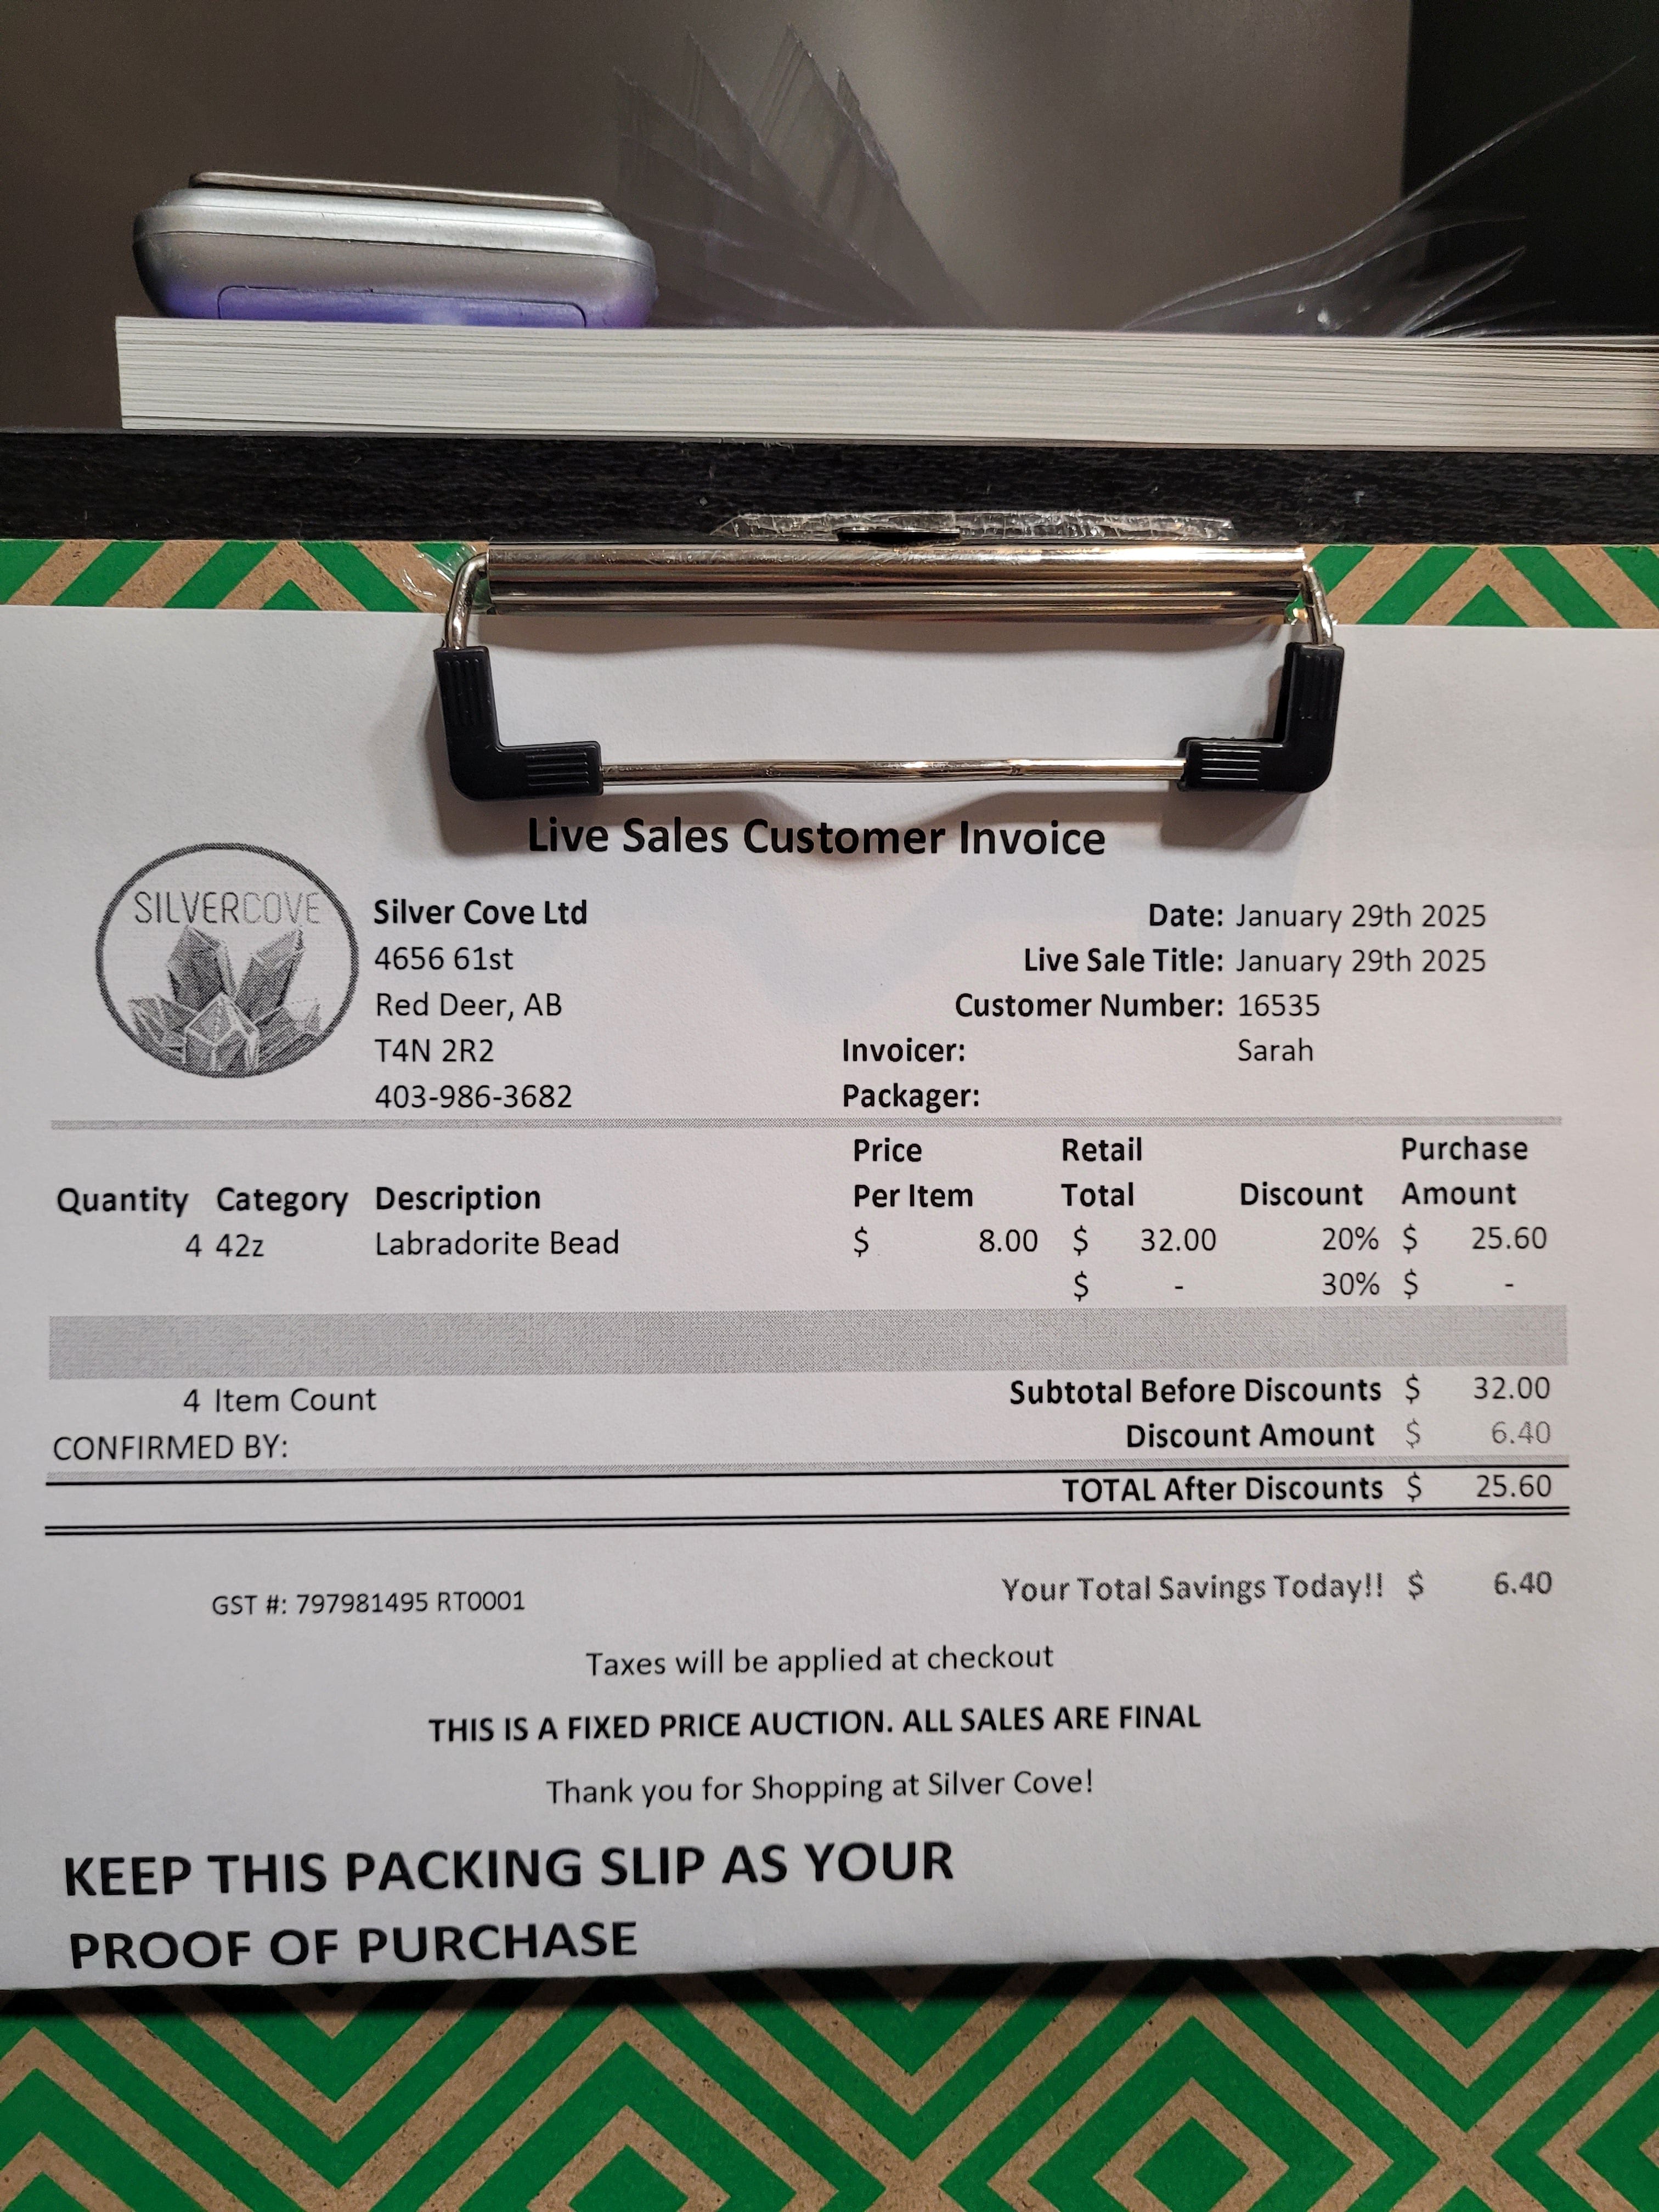 Live Sales Customer Invoice
SILVERCOVE
Silver Cove Ltd
4656 61st
Red Deer, AB
T4N 2R2
403-986-3682
Date: January 29th 2025
Live Sale Title: January 29th 2025
Customer Number: 16535
Invoicer: Sarah
Packager:
Price Retail Purchase
Quantity Category Description Per Item Total Discount Amount
4 42z Labradorite Bead $ 8.00 $ 32.00 20% $ 25.60
$ - 30% $ -
4 Item Count Subtotal Before Discounts $ 32.00
Discount Amount $ 6.40
CONFIRMED BY:
TOTAL After Discounts $ 25.60
GST #: 797981495 RT0001 Your Total Savings Today!! $ 6.40
Taxes will be applied at checkout
THIS IS A FIXED PRICE AUCTION. ALL SALES ARE FINAL
Thank you for Shopping at Silver Cove!
KEEP THIS PACKING SLIP AS YOUR
PROOF OF PURCHASE